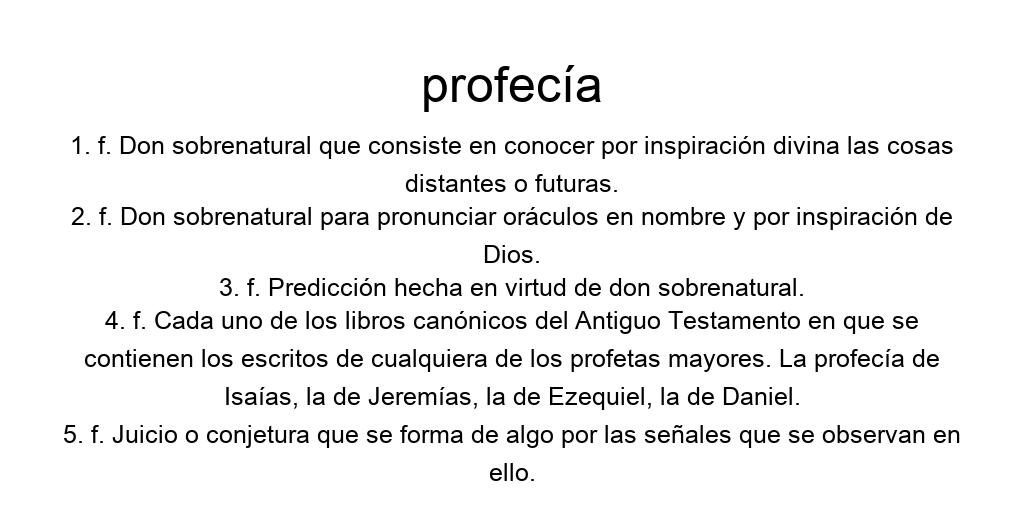 profecía
1. f. Don sobrenatural que consiste en conocer por inspiración divina las cosas
distantes o futuras.
2. f. Don sobrenatural para pronunciar oráculos en nombre y por inspiración de
Dios.
3. f. Predicción hecha en virtud de don sobrenatural.
4. f. Cada uno de los libros canónicos del Antiguo Testamento en que se
contienen los escritos de cualquiera de los profetas mayores. La profecía de
Isaías, la de Jeremías, la de Ezequiel, la de Daniel.
5. f. Juicio o conjetura que se forma de algo por las señales que se observan en
ello.